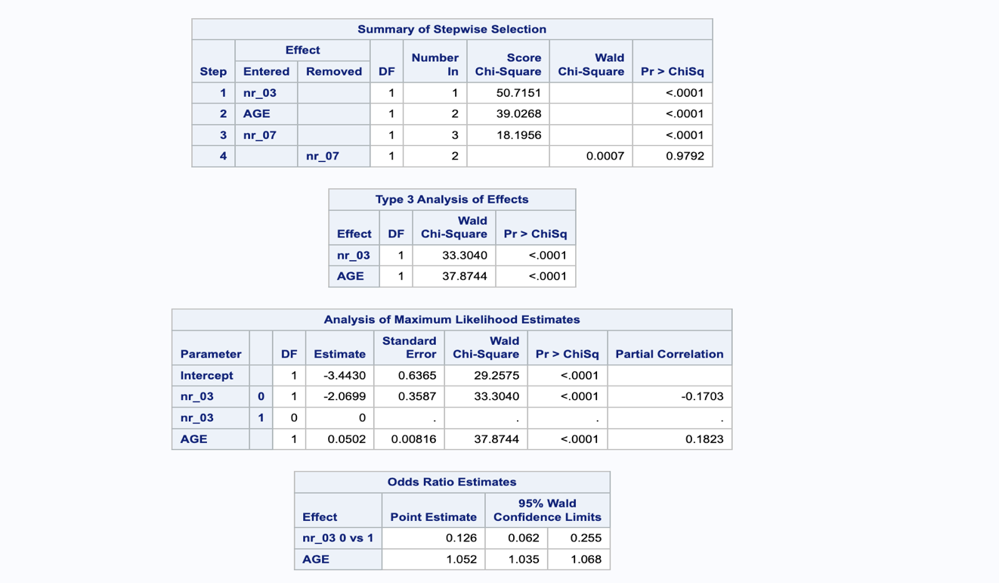 Summary of Stepwise Selection
Step Effect DF Number In Score Chi-Square Wald Chi-Square Pr > ChiSq
Entered Removed
1 nr_03 1 1 50.7151 <.0001
2 AGE 1 2 39.0268 <.0001
3 nr_07 1 3 18.1956 <.0001
4 nr_07 1 2 0.0007 0.9792
Type 3 Analysis of Effects
Effect DF Wald Chi-Square Pr > ChiSq
nr_03 1 33.3040 <.0001
AGE 1 37.8744 <.0001
Analysis of Maximum Likelihood Estimates
Parameter DF Estimate Standard Error Wald Chi-Square Pr > ChiSq Partial Correlation
Intercept 1 -3.4430 0.6365 29.2575 <.0001
nr_03 0 1 -2.0699 0.3587 33.3040 <.0001 -0.1703
nr_03 1 0 0 . . . .
AGE 1 0.0502 0.00816 37.8744 <.0001 0.1823
Odds Ratio Estimates
Effect Point Estimate 95% Wald Confidence Limits
nr_03 0 vs 1 0.126 0.062 0.255
AGE 1.052 1.035 1.068